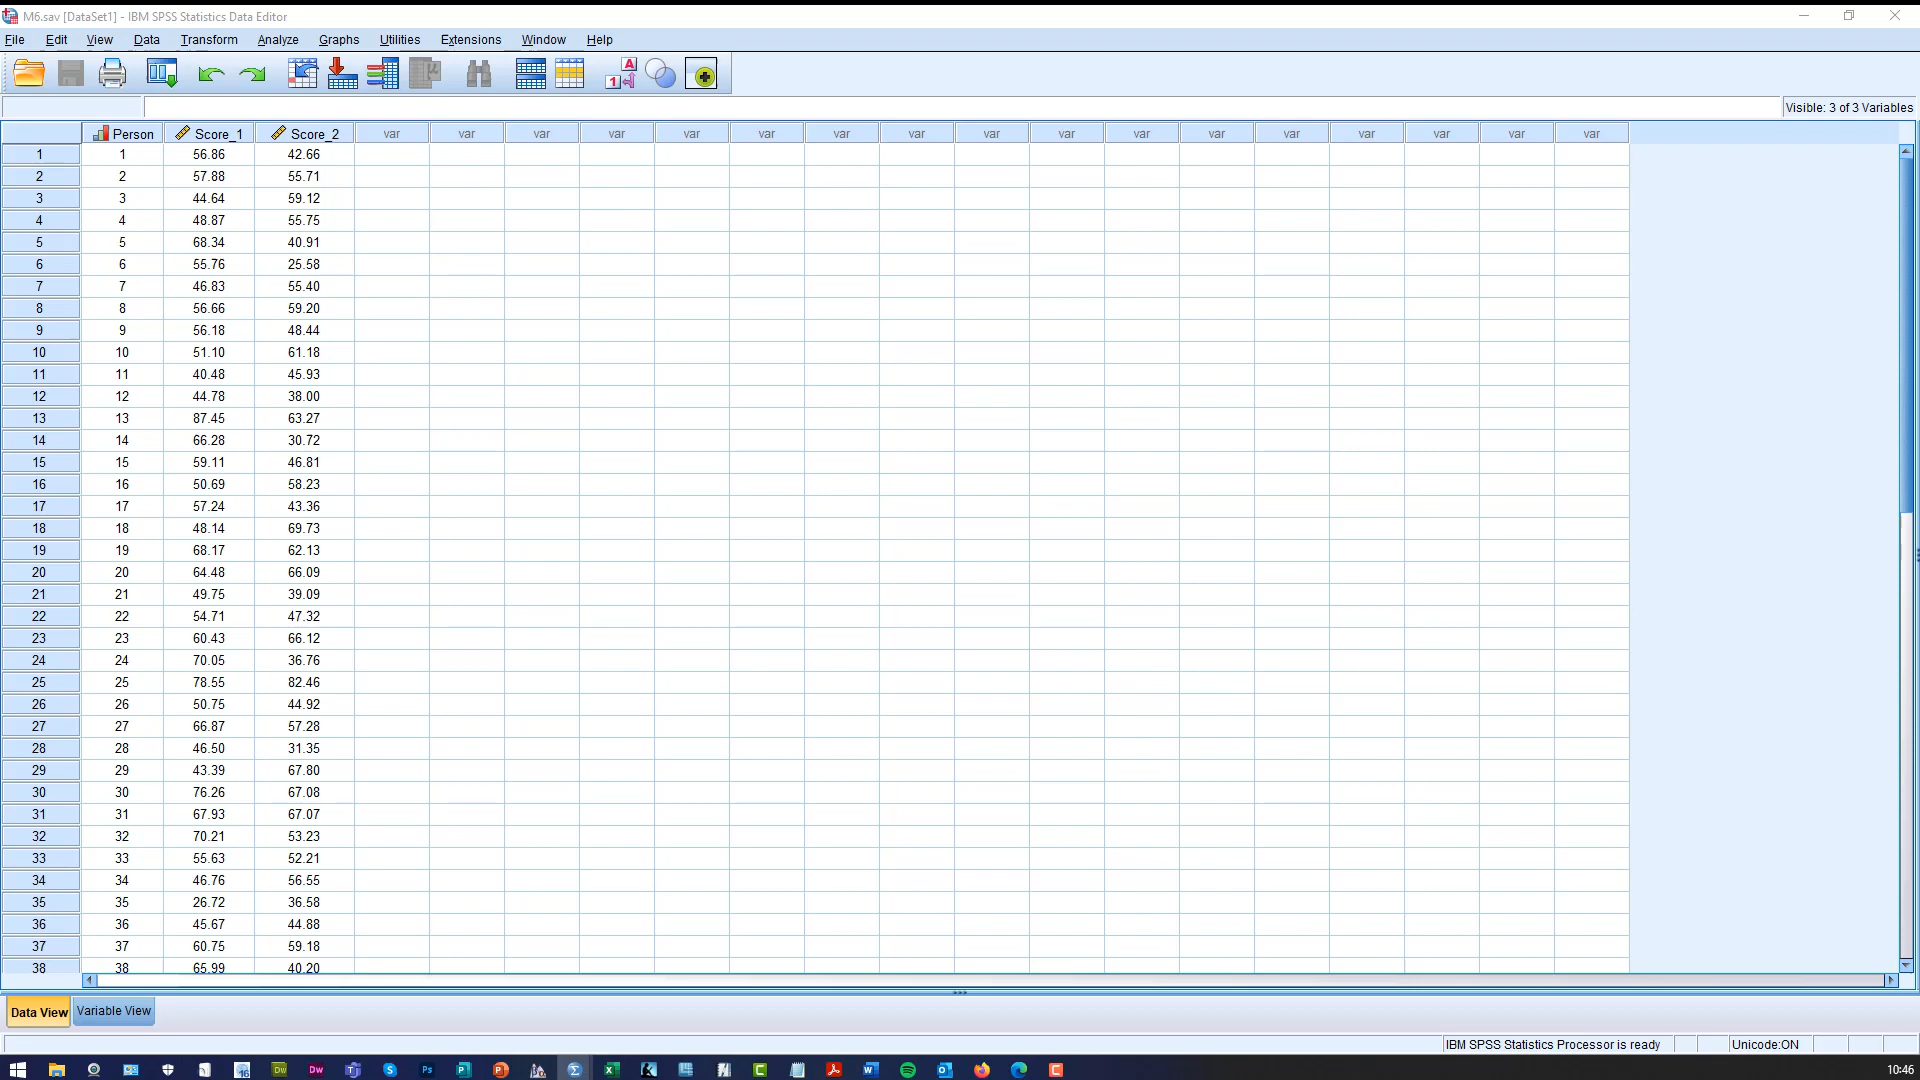 M6.sav [DataSet1] - IBM SPSS Statistics Data Editor
File Edit View Data Transform Analyze Graphs Utilities Extensions Window Help
Visible: 3 of 3 Variables
Person Score_1 Score_2 var var var var var var var var var var var var var var var var var
1 1 56.86 42.66
2 2 57.88 55.71
3 3 44.64 59.12
4 4 48.87 55.75
5 5 68.34 40.91
6 6 55.76 25.58
7 7 46.83 55.40
8 8 56.66 59.20
9 9 56.18 48.44
10 10 51.10 61.18
11 11 40.48 45.93
12 12 44.78 38.00
13 13 87.45 63.27
14 14 66.28 30.72
15 15 59.11 46.81
16 16 50.69 58.23
17 17 57.24 43.36
18 18 48.14 69.73
19 19 68.17 62.13
20 20 64.48 66.09
21 21 49.75 39.09
22 22 54.71 47.32
23 23 60.43 66.12
24 24 70.05 36.76
25 25 78.55 82.46
26 26 50.75 44.92
27 27 66.87 57.28
28 28 46.50 31.35
29 29 43.39 67.80
30 30 76.26 67.08
31 31 67.93 67.07
32 32 70.21 53.23
33 33 55.63 52.21
34 34 46.76 56.55
35 35 26.72 36.58
36 36 45.67 44.88
37 37 60.75 59.18
38 38 65.99 40.20
Data View Variable View
IBM SPSS Statistics Processor is ready Unicode:ON
10:46